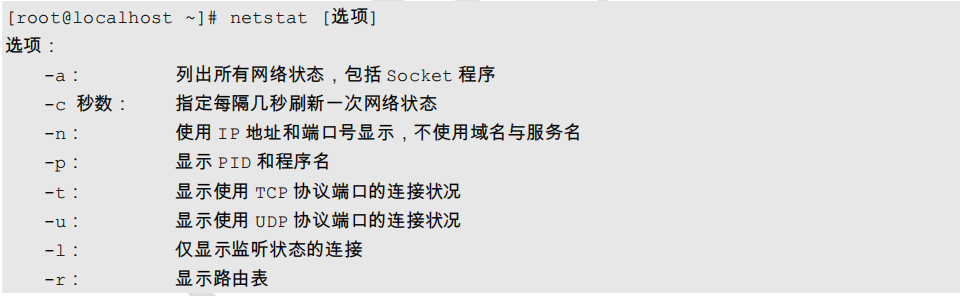 [root@localhost ~]# netstat [选项]
选项：
-a： 列出所有网络状态，包括 Socket 程序
-c 秒数： 指定每隔几秒刷新一次网络状态
-n： 使用 IP 地址和端口号显示，不使用域名与服务名
-p： 显示 PID 和程序名
-t： 显示使用 TCP 协议端口的连接状况
-u： 显示使用 UDP 协议端口的连接状况
-l： 仅显示监听状态的连接
-r： 显示路由表